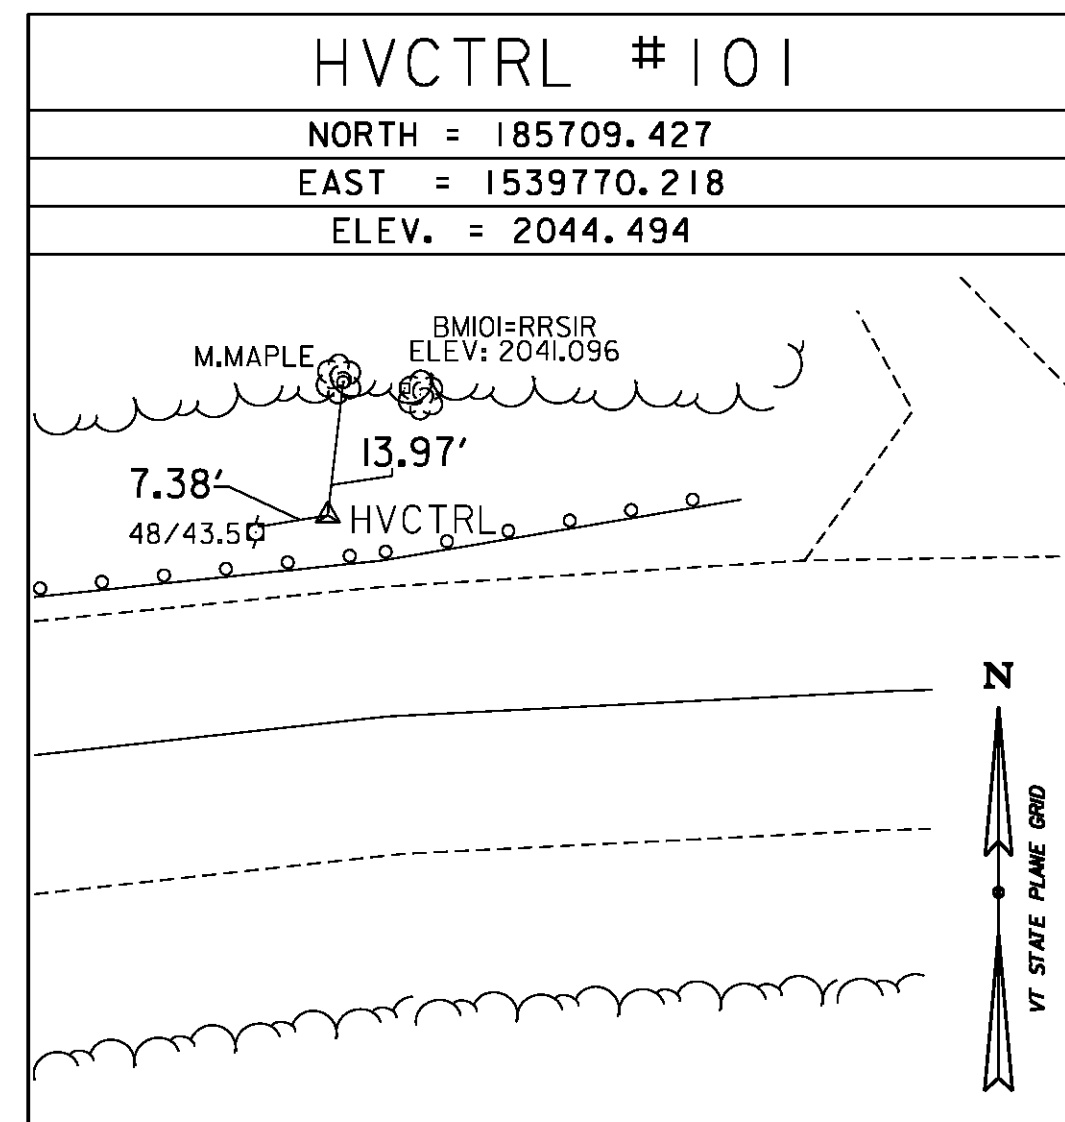 HVCTRL #101
NORTH = 185709.427
EAST = 1539770.218
ELEV. = 2044.494
BM101=RRSIR
ELEV: 2041.096
M.MAPLE
13.97'
7.38'
48/43.5
HVCTRL
N
VT STATE PLANE GRID